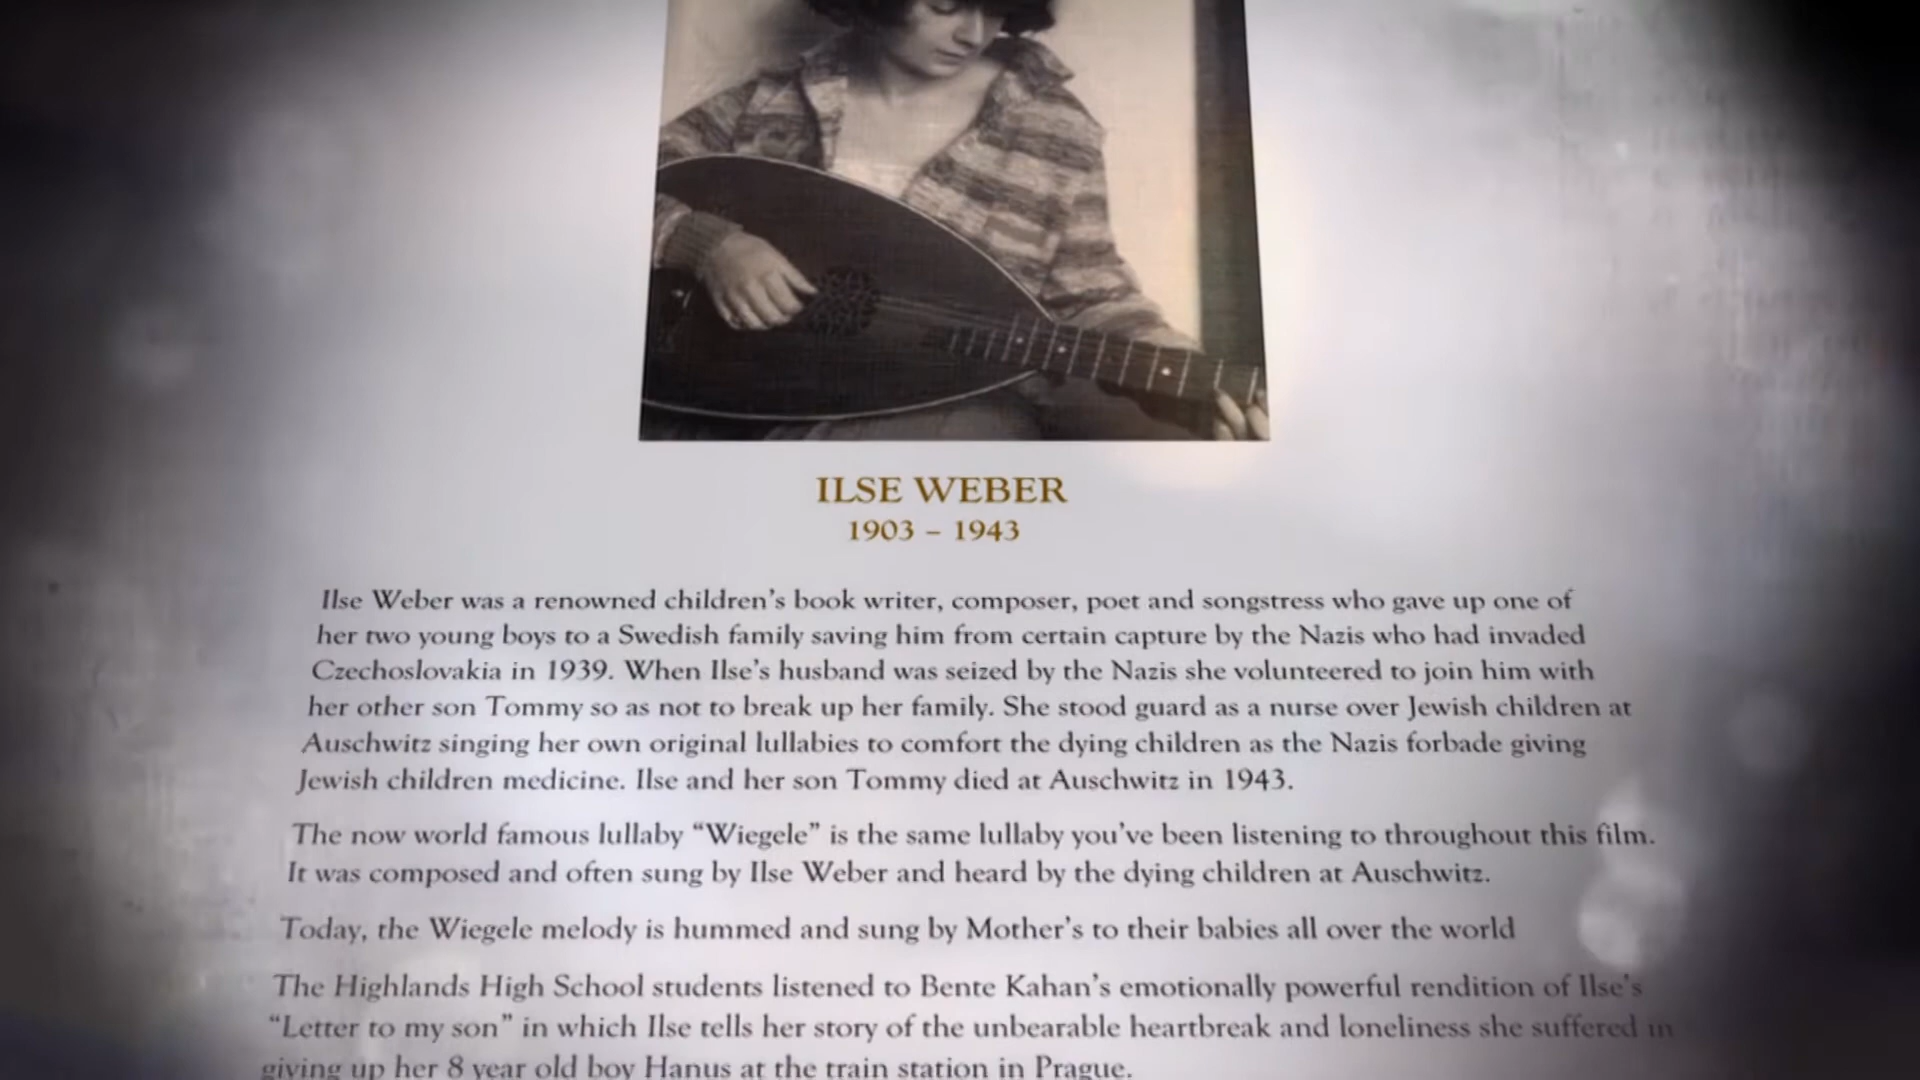 ILSE WEBER
1903 – 1943
Ilse Weber was a renowned children's book writer, composer, poet and songstress who gave up one of
her two young boys to a Swedish family saving him from certain capture by the Nazis who had invaded
Czechoslovakia in 1939. When Ilse's husband was seized by the Nazis she volunteered to join him with
her other son Tommy so as not to break up her family. She stood guard as a nurse over Jewish children at
Auschwitz singing her own original lullabies to comfort the dying children as the Nazis forbade giving
Jewish children medicine. Ilse and her son Tommy died at Auschwitz in 1943.
The now world famous lullaby “Wiegele” is the same lullaby you've been listening to throughout this film.
It was composed and often sung by Ilse Weber and heard by the dying children at Auschwitz.
Today, the Wiegele melody is hummed and sung by Mother's to their babies all over the world
The Highlands High School students listened to Bente Kahan's emotionally powerful rendition of Ilse's
“Letter to my son” in which Ilse tells her story of the unbearable heartbreak and loneliness she suffered in
giving up her 8 year old boy Hanus at the train station in Prague.